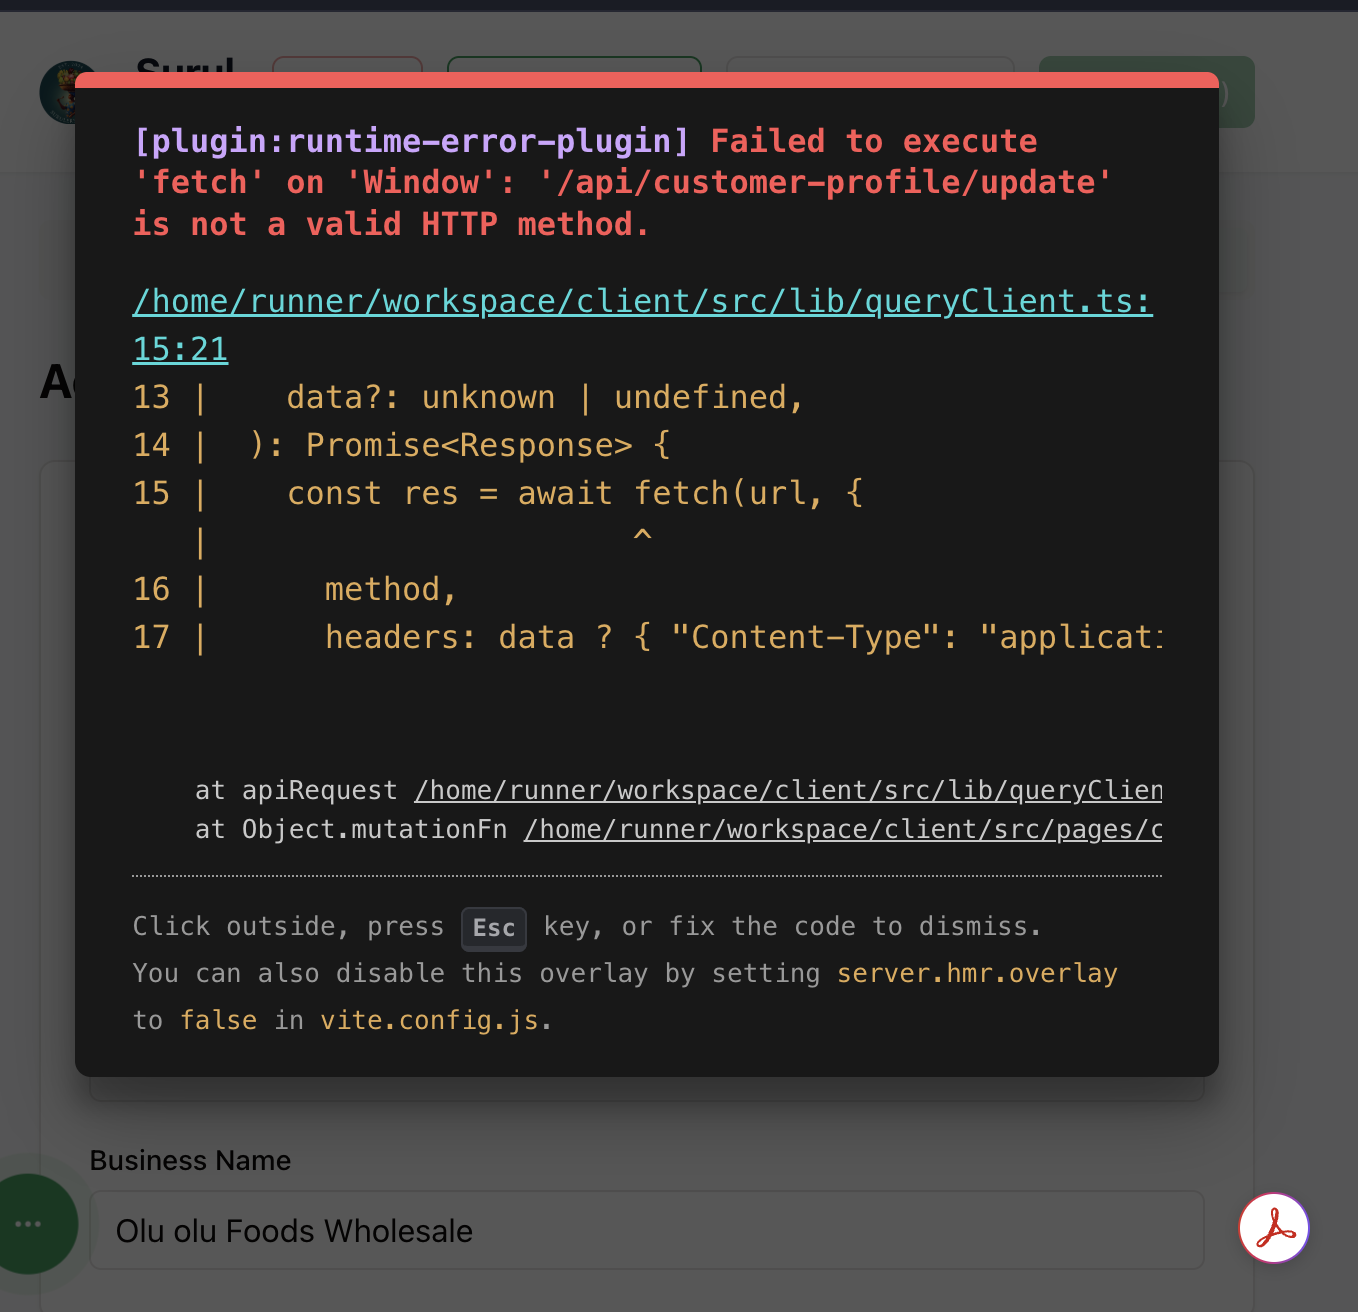 [plugin:runtime-error-plugin] Failed to execute
'fetch' on 'Window': '/api/customer-profile/update'
is not a valid HTTP method.
/home/runner/workspace/client/src/lib/queryClient.ts:
15:21
13 |    data?: unknown | undefined,
14 |  ): Promise<Response> {
15 |    const res = await fetch(url, {
   |                      ^
16 |      method,
17 |      headers: data ? { "Content-Type": "applicati
at apiRequest /home/runner/workspace/client/src/lib/queryClien
at Object.mutationFn /home/runner/workspace/client/src/pages/c
Click outside, press Esc key, or fix the code to dismiss.
You can also disable this overlay by setting server.hmr.overlay
to false in vite.config.js.
Business Name
Olu olu Foods Wholesale